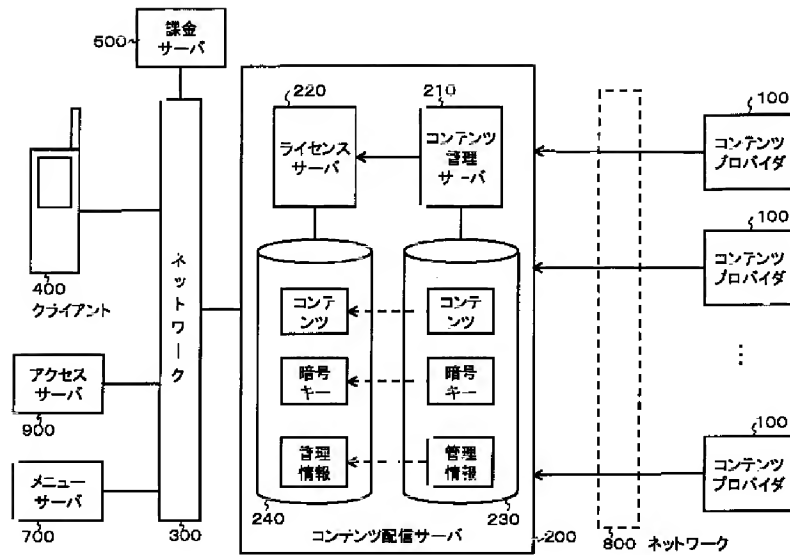 課金
サーバ
500
220
210
ライセンス
サーバ
コンテンツ
管理
サーバ
100
コンテンツ
プロバイダ
100
コンテンツ
プロバイダ
⋮
100
コンテンツ
プロバイダ
400
クライアント
ネットワーク
コンテ
ンツ
コンテ
ンツ
暗号
キー
暗号
キー
管理
情報
管理
情報
アクセス
サーバ
900
メニュー
サーバ
700
300
240
コンテンツ配信サーバ
230
200
800
ネットワーク